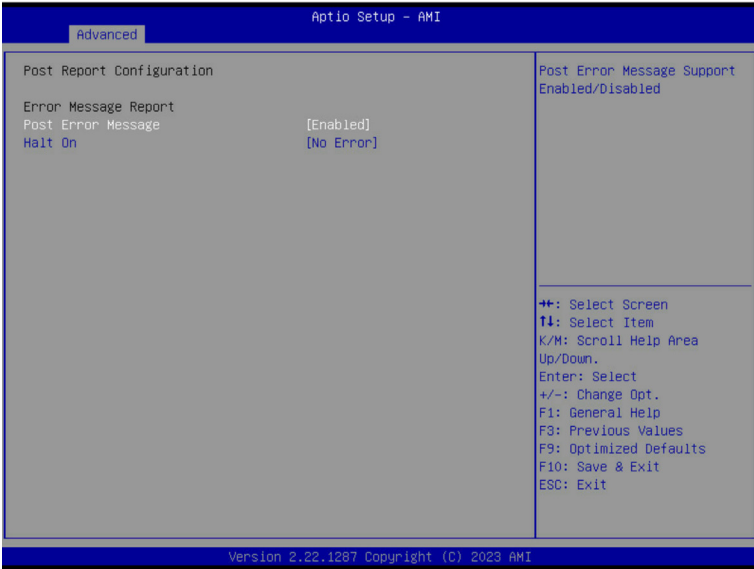 Aptio Setup – AMI
Advanced
Post Report Configuration
Error Message Report
Post Error Message [Enabled]
Halt On [No Error]
Post Error Message Support
Enabled/Disabled
→←: Select Screen
↑↓: Select Item
K/M: Scroll Help Area
Up/Down.
Enter: Select
+/-: Change Opt.
F1: General Help
F3: Previous Values
F9: Optimized Defaults
F10: Save & Exit
ESC: Exit
Version 2.22.1287 Copyright (C) 2023 AMI